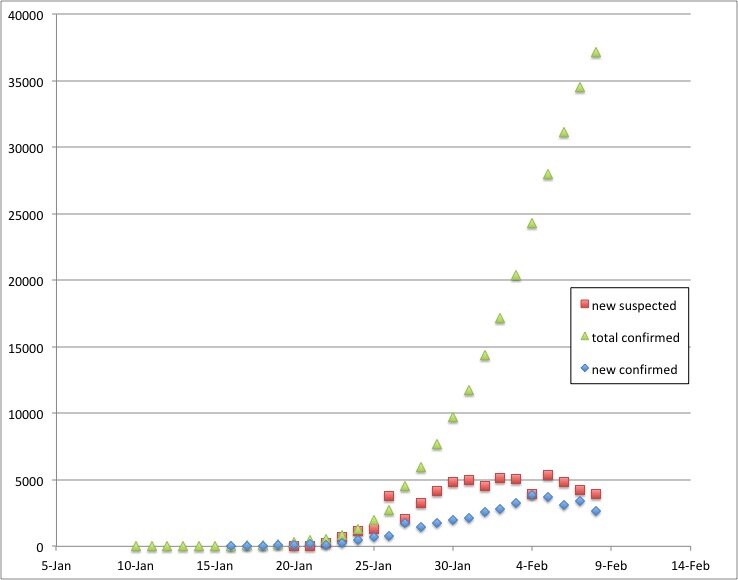 40000
35000
30000
25000
20000
15000
10000
5000
0
new suspected
total confirmed
new confirmed
5-Jan 10-Jan 15-Jan 20-Jan 25-Jan 30-Jan 4-Feb 9-Feb 14-Feb